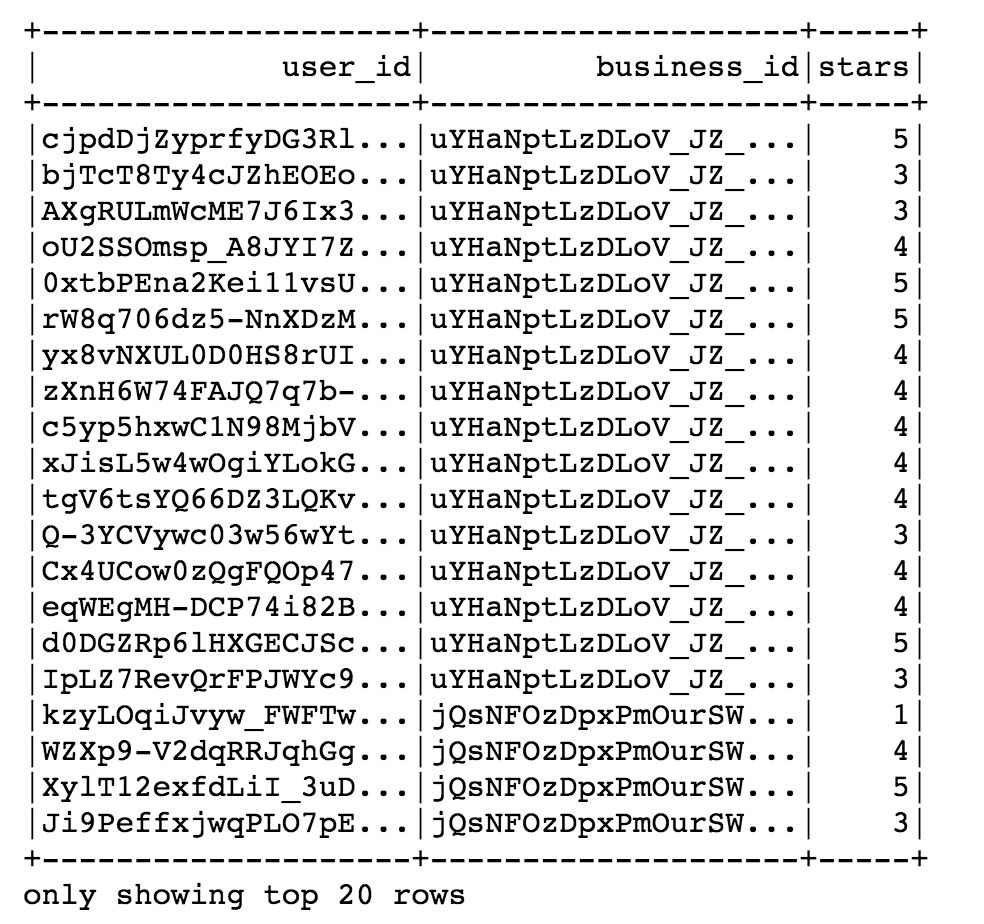 +-------------------+-------------------+-----+
|            user_id|        business_id|stars|
+-------------------+-------------------+-----+
|cjpdDjZyprfyDG3Rl...|uYHaNptLzDLoV_JZ_...|    5|
|bjTcT8Ty4cJZhEOEo...|uYHaNptLzDLoV_JZ_...|    3|
|AXgRULmWcME7J6Ix3...|uYHaNptLzDLoV_JZ_...|    3|
|oU2SSOmsp_A8JYI7Z...|uYHaNptLzDLoV_JZ_...|    4|
|0xtbPEna2Kei11vsU...|uYHaNptLzDLoV_JZ_...|    5|
|rW8q706dz5-NnXDzM...|uYHaNptLzDLoV_JZ_...|    5|
|yx8vNXUL0D0HS8rUI...|uYHaNptLzDLoV_JZ_...|    4|
|zXnH6W74FAJQ7q7b-...|uYHaNptLzDLoV_JZ_...|    4|
|c5yp5hxwC1N98MjbV...|uYHaNptLzDLoV_JZ_...|    4|
|xJisL5w4wOgiYLokG...|uYHaNptLzDLoV_JZ_...|    4|
|tgV6tsYQ66DZ3LQKv...|uYHaNptLzDLoV_JZ_...|    4|
|Q-3YCVywc03w56wYt...|uYHaNptLzDLoV_JZ_...|    3|
|Cx4UCow0zQgFQOp47...|uYHaNptLzDLoV_JZ_...|    4|
|eqWEgMH-DCP74i82B...|uYHaNptLzDLoV_JZ_...|    4|
|d0DGZRp6lHXGECJSc...|uYHaNptLzDLoV_JZ_...|    5|
|IpLZ7RevQrFPJWYc9...|uYHaNptLzDLoV_JZ_...|    3|
|kzyLOqiJvyw_FWFTw...|jQsNFOzDpxPmOurSW...|    1|
|WZXp9-V2dqRRJqhGg...|jQsNFOzDpxPmOurSW...|    4|
|XylT12exfdLiI_3uD...|jQsNFOzDpxPmOurSW...|    5|
|Ji9PeffxjwqPLO7pE...|jQsNFOzDpxPmOurSW...|    3|
+-------------------+-------------------+-----+
only showing top 20 rows